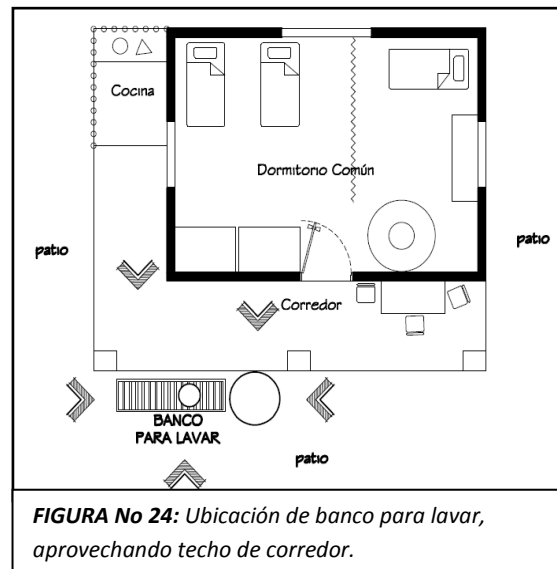 Cocina
Dormitorio Común
patio
patio
Corredor
BANCO
PARA LAVAR
patio
FIGURA No 24: Ubicación de banco para lavar,
aprovechando techo de corredor.